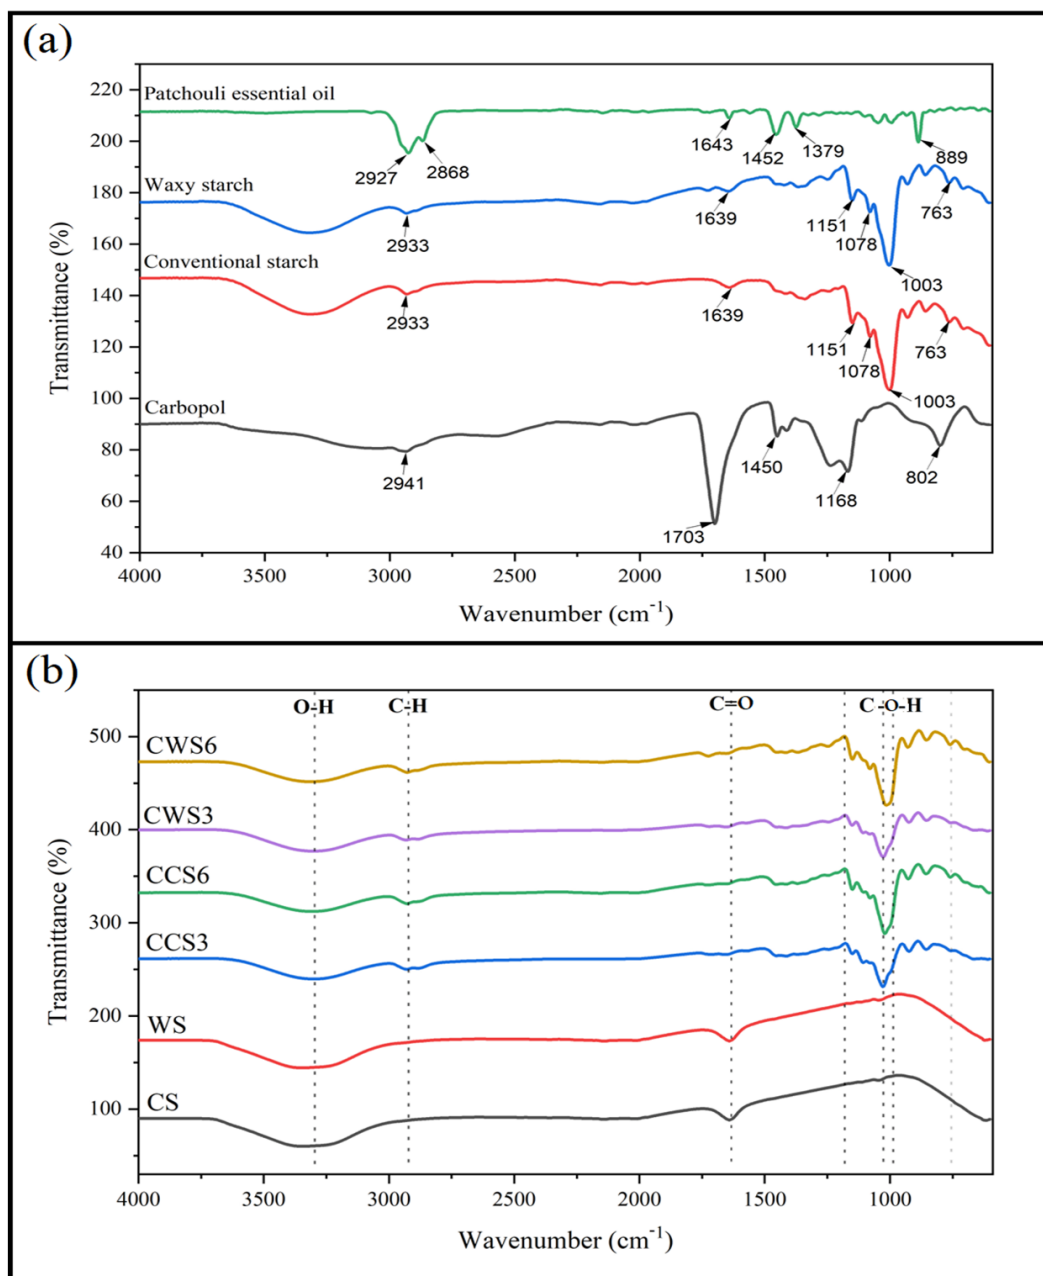 (a)
220
200
180
160
140
120
100
80
60
40
Transmittance (%)
Patchouli essential oil
2927
2868
1643
1452
1379
889
Waxy starch
2933
1639
1151
1078
1003
763
Conventional starch
2933
1639
1151
1078
1003
763
Carbopol
2941
1703
1450
1168
802
4000 3500 3000 2500 2000 1500 1000
Wavenumber (cm⁻¹)
(b)
O-H C-H C=O C-O-H
500
400
300
200
100
Transmittance (%)
CWS6
CWS3
CCS6
CCS3
WS
CS
4000 3500 3000 2500 2000 1500 1000
Wavenumber (cm⁻¹)